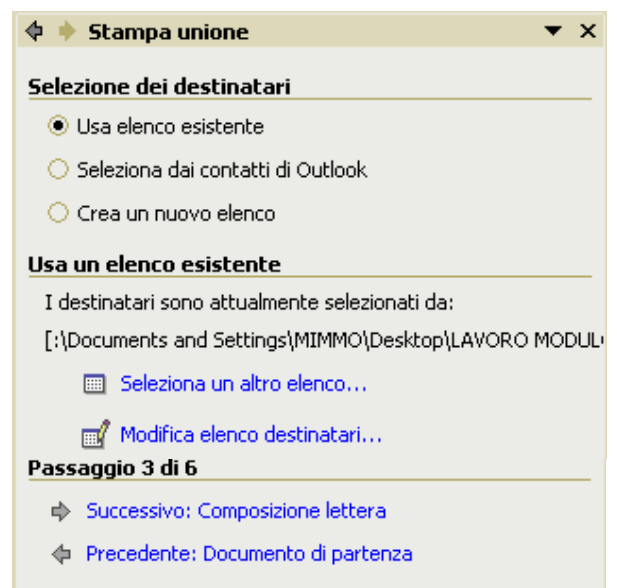 Stampa unione
Selezione dei destinatari
Usa elenco esistente
Seleziona dai contatti di Outlook
Crea un nuovo elenco
Usa un elenco esistente
I destinatari sono attualmente selezionati da:
[:\Documents and Settings\MIMMO\Desktop\LAVORO MODUL
Seleziona un altro elenco...
Modifica elenco destinatari...
Passaggio 3 di 6
Successivo: Composizione lettera
Precedente: Documento di partenza